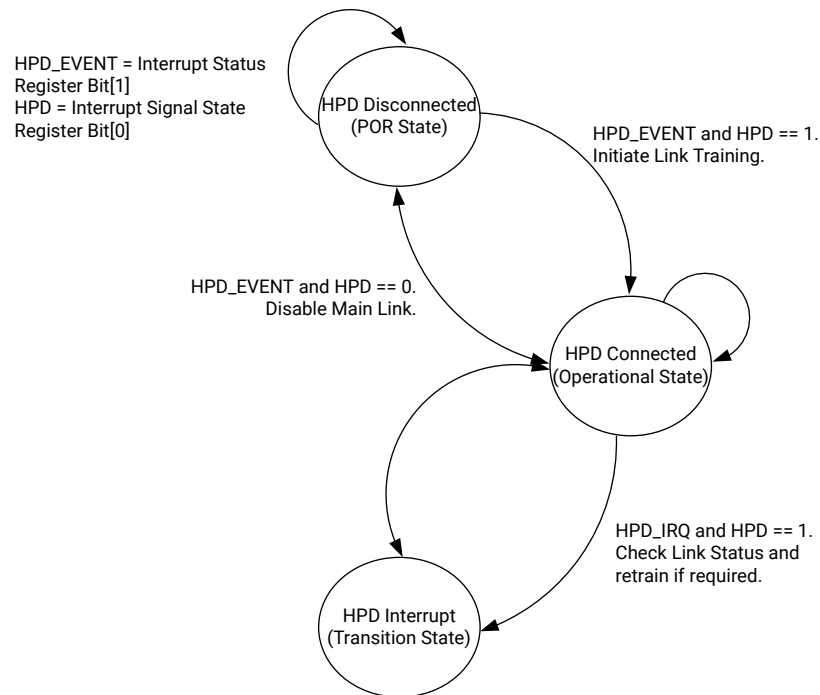 HPD_EVENT = Interrupt Status
Register Bit[1]
HPD = Interrupt Signal State
Register Bit[0]
HPD Disconnected
(POR State)
HPD_EVENT and HPD == 1.
Initiate Link Training.
HPD_EVENT and HPD == 0.
Disable Main Link.
HPD Connected
(Operational State)
HPD_IRQ and HPD == 1.
Check Link Status and
retrain if required.
HPD Interrupt
(Transition State)